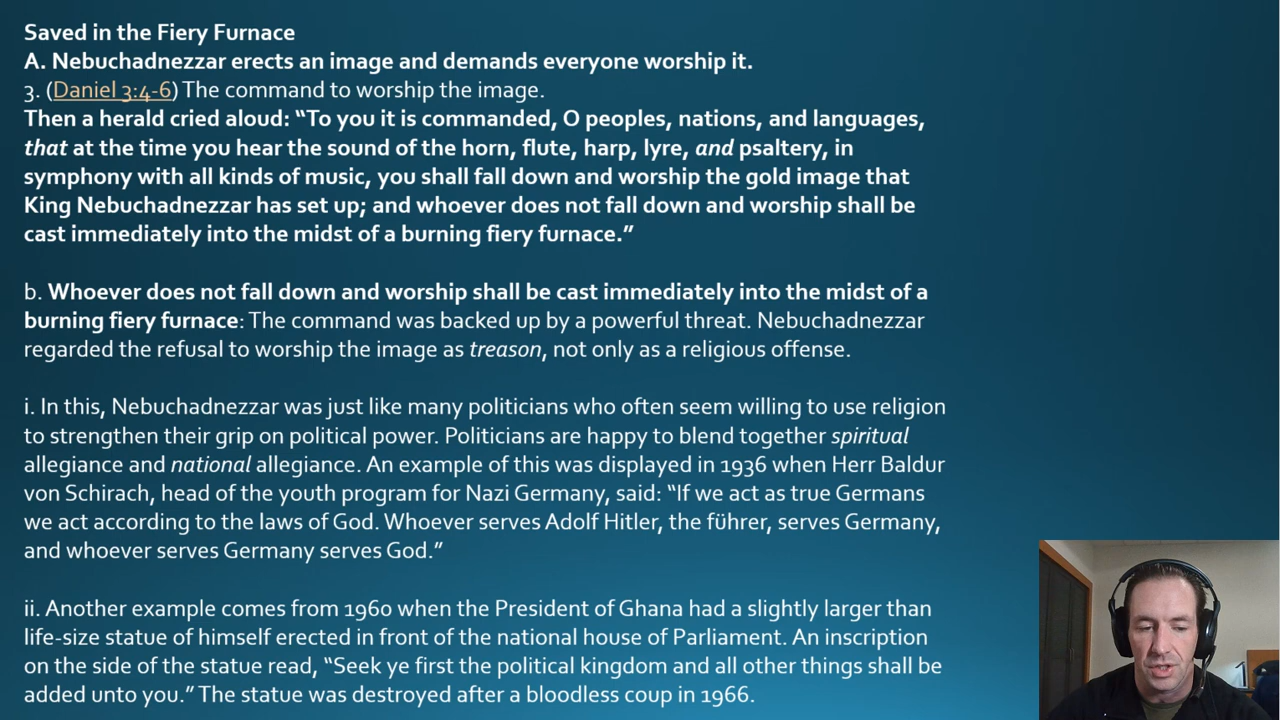 Saved in the Fiery Furnace
A. Nebuchadnezzar erects an image and demands everyone worship it.
3. (Daniel 3:4-6) The command to worship the image.
Then a herald cried aloud: “To you it is commanded, O peoples, nations, and languages,
that at the time you hear the sound of the horn, flute, harp, lyre, and psaltery, in
symphony with all kinds of music, you shall fall down and worship the gold image that
King Nebuchadnezzar has set up; and whoever does not fall down and worship shall be
cast immediately into the midst of a burning fiery furnace.”
b. Whoever does not fall down and worship shall be cast immediately into the midst of a
burning fiery furnace: The command was backed up by a powerful threat. Nebuchadnezzar
regarded the refusal to worship the image as treason, not only as a religious offense.
i. In this, Nebuchadnezzar was just like many politicians who often seem willing to use religion
to strengthen their grip on political power. Politicians are happy to blend together spiritual
allegiance and national allegiance. An example of this was displayed in 1936 when Herr Baldur
von Schirach, head of the youth program for Nazi Germany, said: “If we act as true Germans
we act according to the laws of God. Whoever serves Adolf Hitler, the führer, serves Germany,
and whoever serves Germany serves God.”
ii. Another example comes from 1960 when the President of Ghana had a slightly larger than
life-size statue of himself erected in front of the national house of Parliament. An inscription
on the side of the statue read, “Seek ye first the political kingdom and all other things shall be
added unto you.” The statue was destroyed after a bloodless coup in 1966.